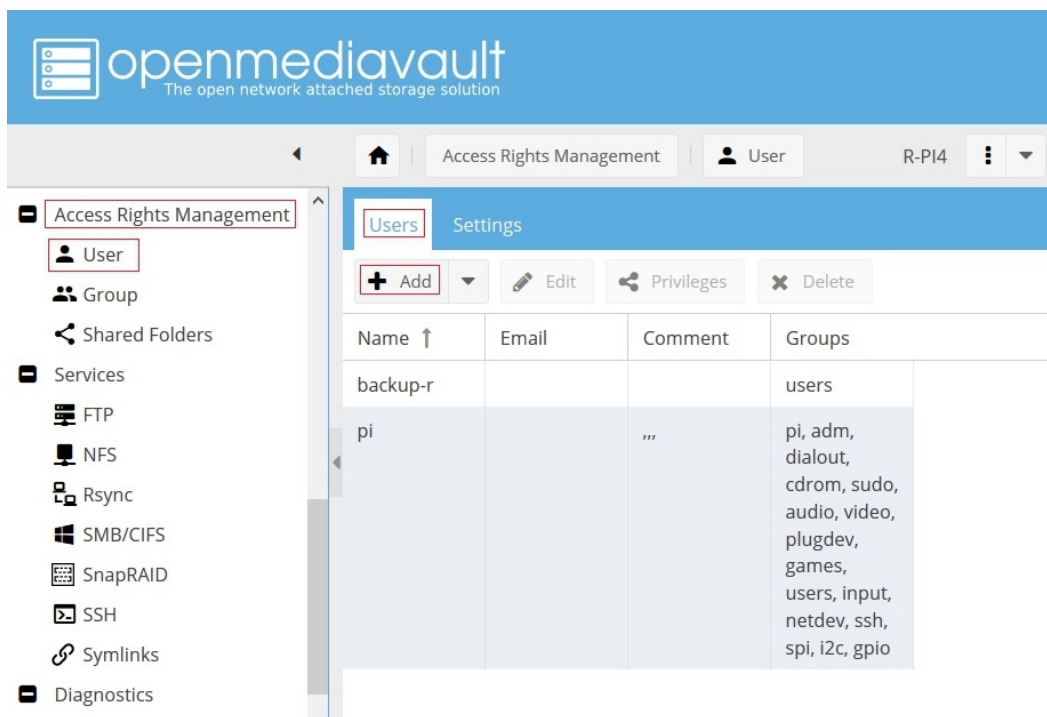 openmediavault
The open network attached storage solution
Access Rights Management
User
R-PI4
Access Rights Management
User
Group
Shared Folders
Services
FTP
NFS
Rsync
SMB/CIFS
SnapRAID
SSH
Symlinks
Diagnostics
Users
Settings
Add
Edit
Privileges
Delete
Name
Email
Comment
Groups
backup-r
users
pi
,,,
pi, adm,
dialout,
cdrom, sudo,
audio, video,
plugdev,
games,
users, input,
netdev, ssh,
spi, i2c, gpio